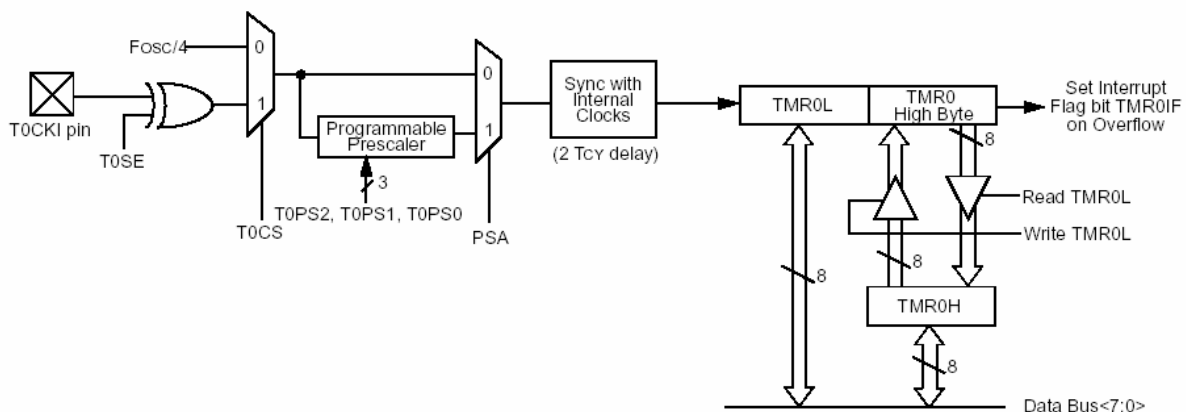 Fosc/4
0
T0CKI pin
1
T0SE
T0CS
Programmable
Prescaler
3
T0PS2, T0PS1, T0PS0
0
1
PSA
Sync with
Internal
Clocks
(2 TCY delay)
TMR0L
TMR0
High Byte
Set Interrupt
Flag bit TMR0IF
on Overflow
8
Read TMR0L
Write TMR0L
8
8
TMR0H
8
Data Bus<7:0>